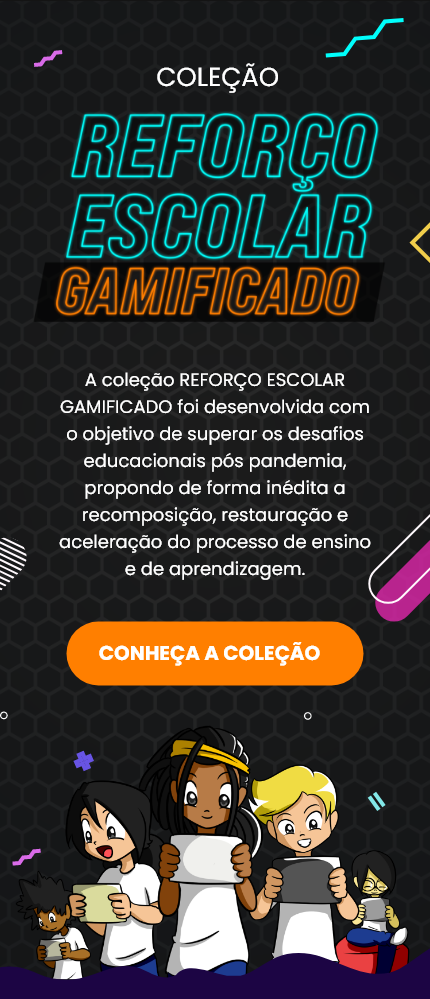 COLEÇÃO
REFORÇO
ESCOLAR
GAMIFICADO
A coleção REFORÇO ESCOLAR
GAMIFICADO foi desenvolvida com
o objetivo de superar os desafios
educacionais pós pandemia,
propondo de forma inédita a
recomposição, restauração e
aceleração do processo de ensino
e de aprendizagem.
CONHEÇA A COLEÇÃO